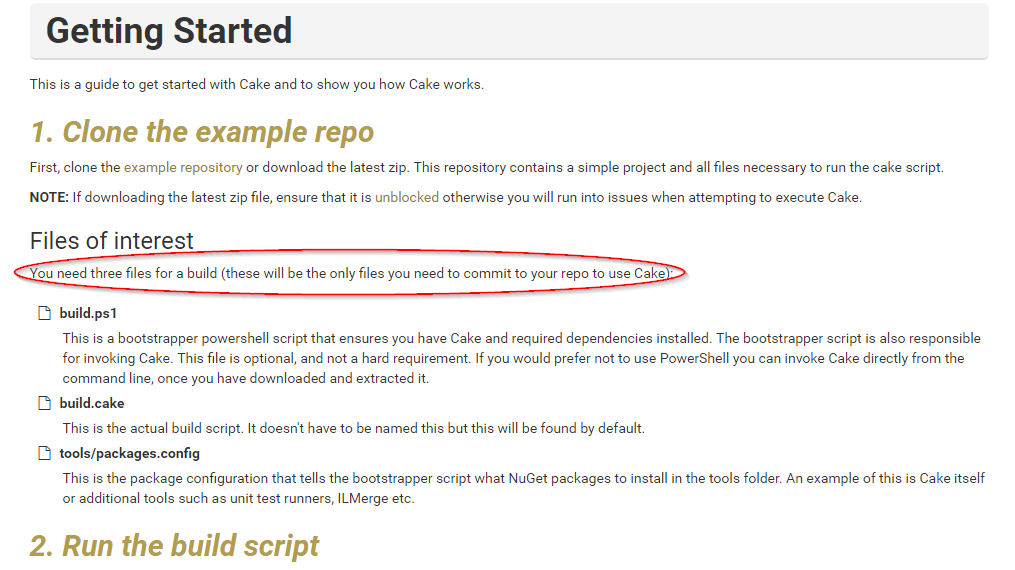 Getting Started
This is a guide to get started with Cake and to show you how Cake works.
1. Clone the example repo
First, clone the example repository or download the latest zip. This repository contains a simple project and all files necessary to run the cake script.
NOTE: If downloading the latest zip file, ensure that it is unblocked otherwise you will run into issues when attempting to execute Cake.
Files of interest
You need three files for a build (these will be the only files you need to commit to your repo to use Cake):
build.ps1
This is a bootstrapper powershell script that ensures you have Cake and required dependencies installed. The bootstrapper script is also responsible
for invoking Cake. This file is optional, and not a hard requirement. If you would prefer not to use PowerShell you can invoke Cake directly from the
command line, once you have downloaded and extracted it.
build.cake
This is the actual build script. It doesn't have to be named this but this will be found by default.
tools/packages.config
This is the package configuration that tells the bootstrapper script what NuGet packages to install in the tools folder. An example of this is Cake itself
or additional tools such as unit test runners, ILMerge etc.
2. Run the build script